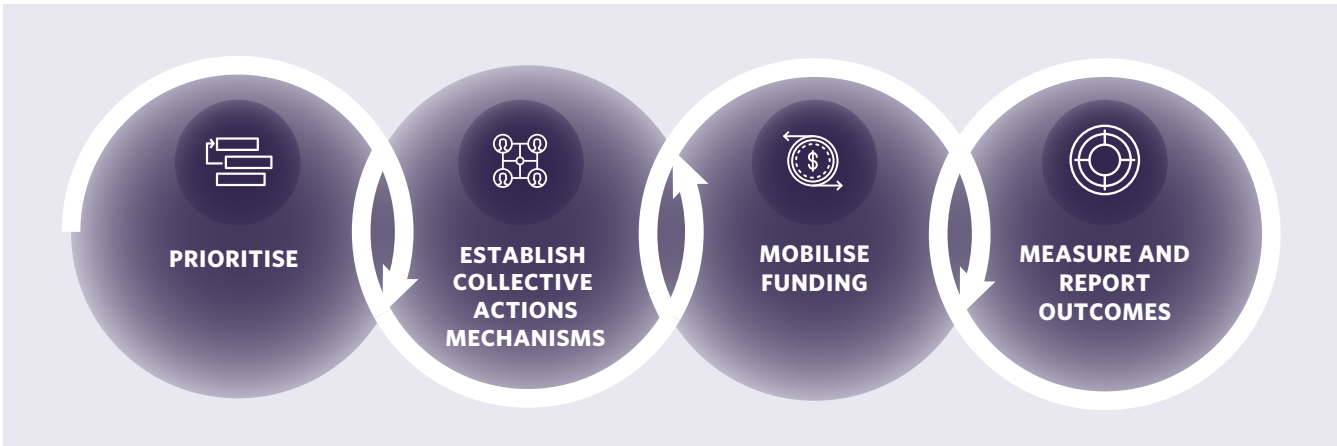 PRIORITISE
ESTABLISH
COLLECTIVE
ACTIONS
MECHANISMS
MOBILISE
FUNDING
$
MEASURE AND
REPORT
OUTCOMES